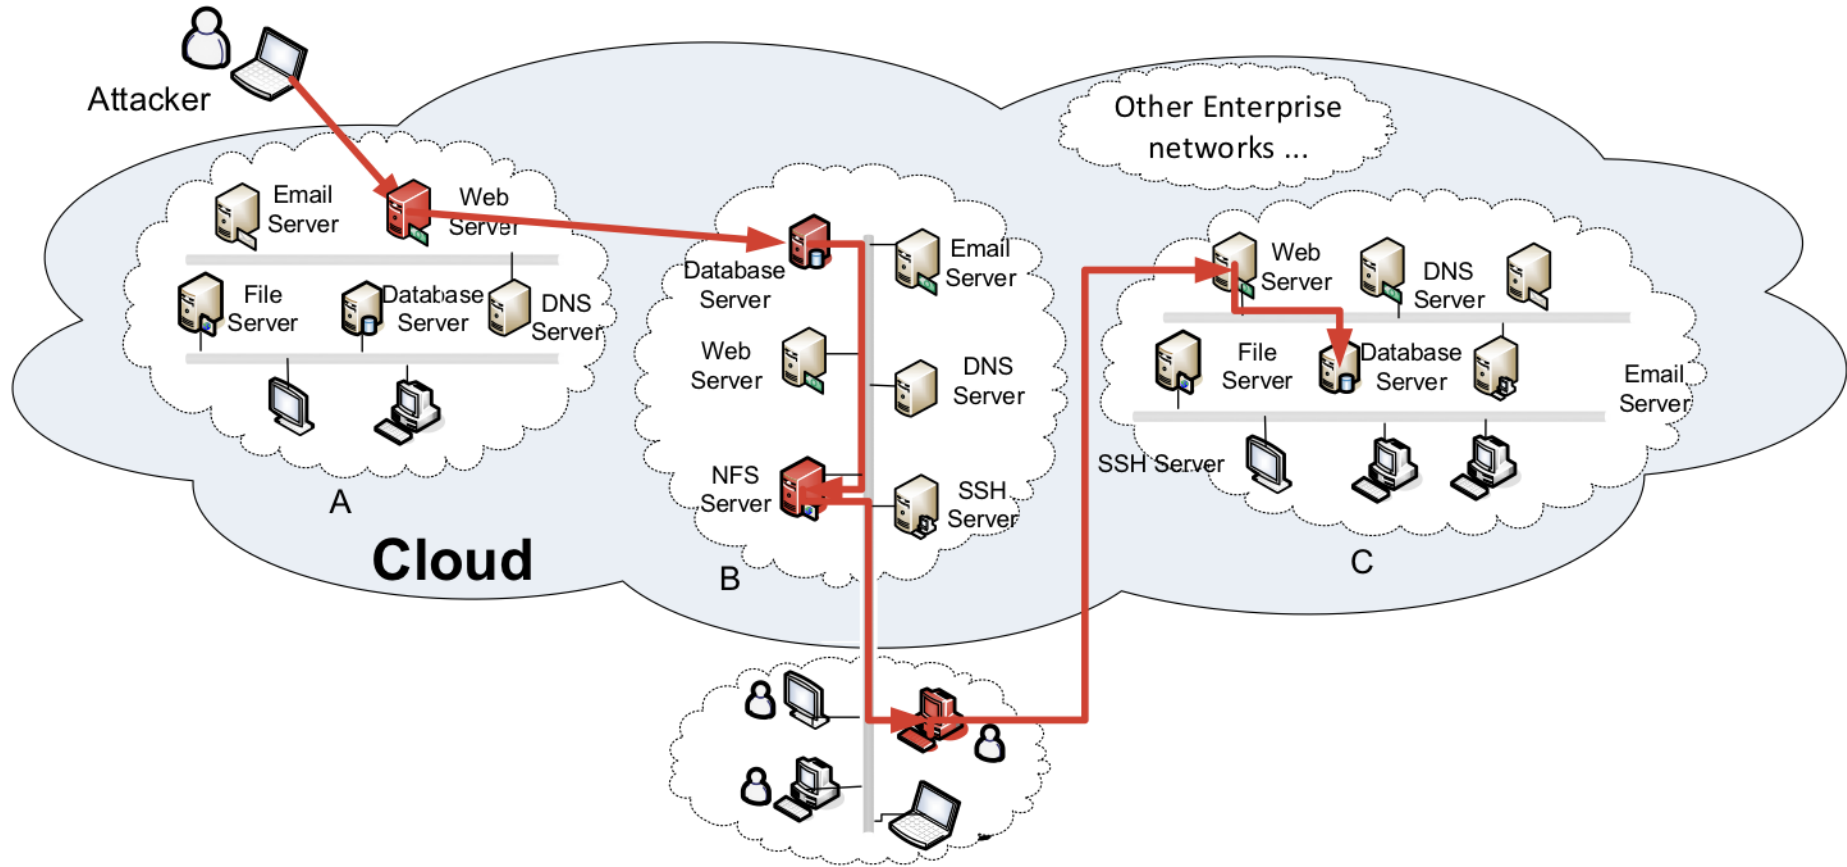 Attacker
Other Enterprise
networks ...
Email
Server
Web
Server
File
Server
Database
Server
DNS
Server
A
Cloud
Database
Server
Email
Server
Web
Server
DNS
Server
NFS
Server
SSH
Server
B
Web
Server
DNS
Server
File
Server
Database
Server
Email
Server
SSH Server
C